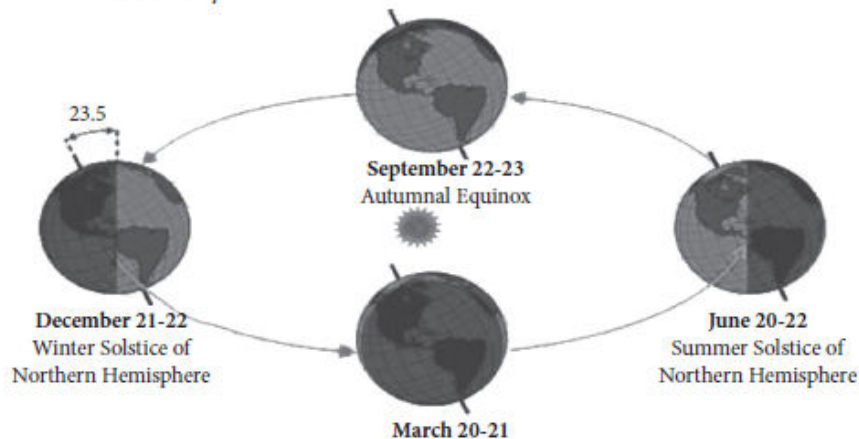 23.5
September 22-23
Autumnal Equinox
December 21-22
Winter Solstice of
Northern Hemisphere
June 20-22
Summer Solstice of
Northern Hemisphere
March 20-21